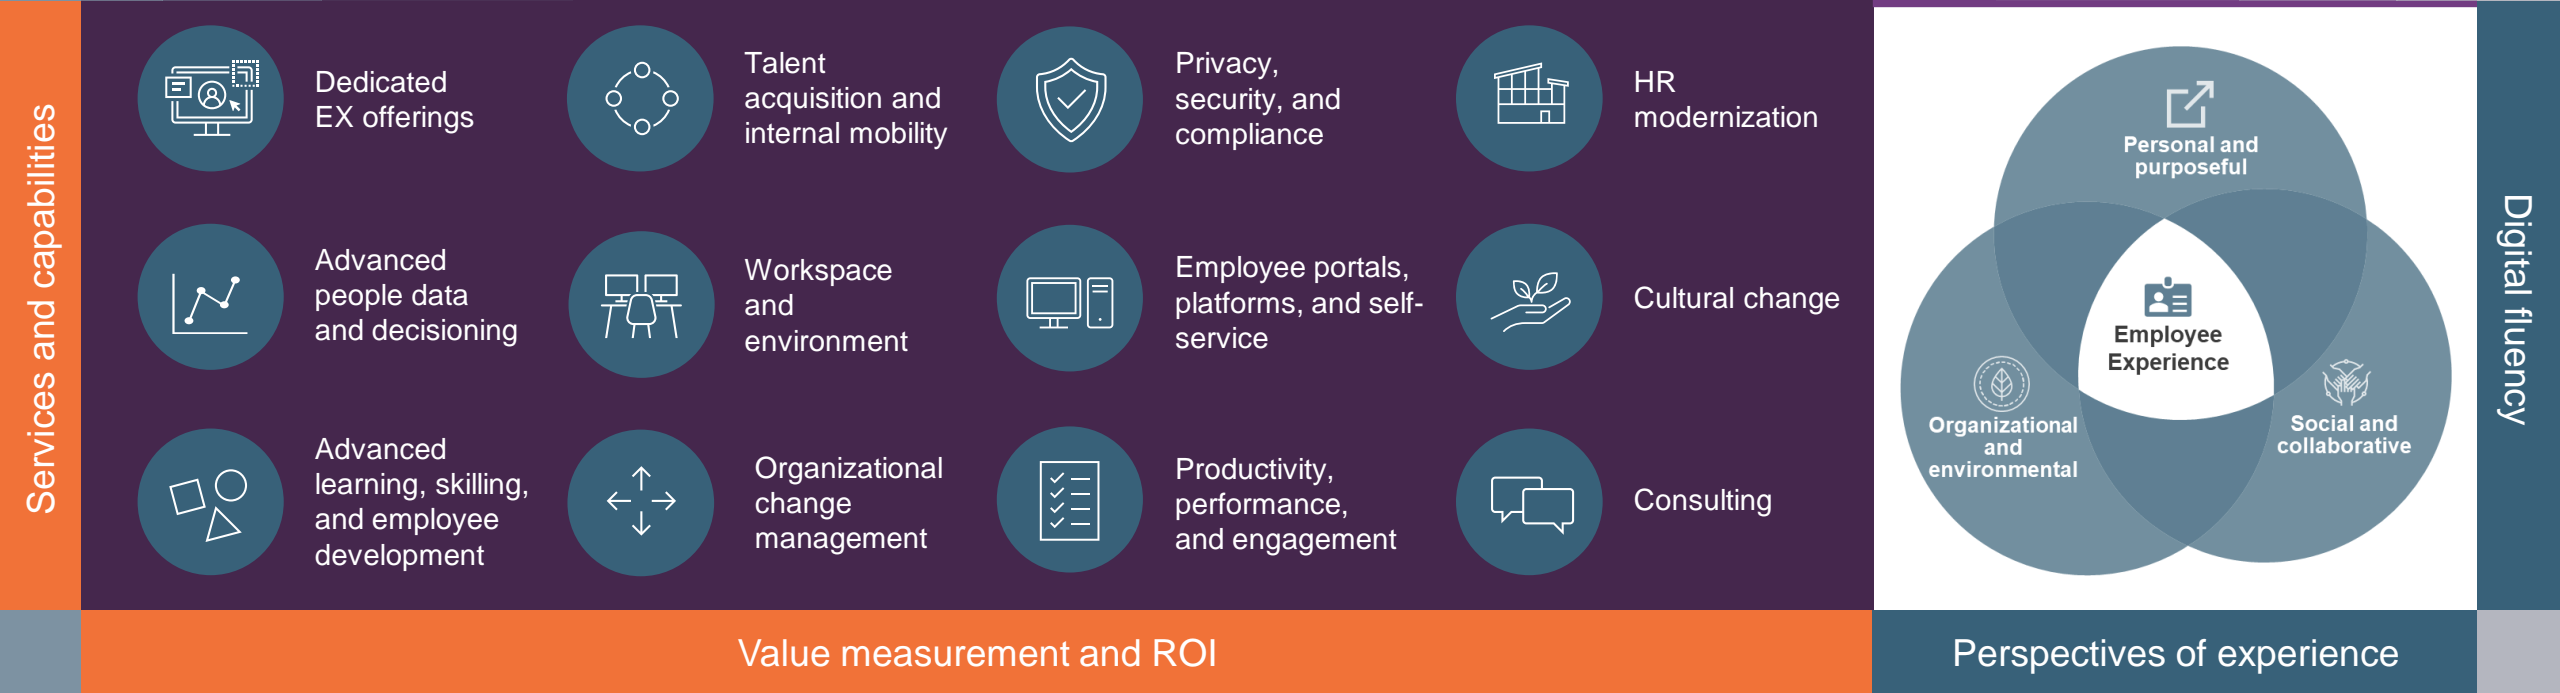 Services and capabilities
Dedicated
EX offerings
Talent
acquisition and
internal mobility
Privacy,
security, and
compliance
HR
modernization
Advanced
people data
and decisioning
Workspace
and
environment
Employee portals,
platforms, and self-
service
Cultural change
Advanced
learning, skilling,
and employee
development
Organizational
change
management
Productivity,
performance,
and engagement
Consulting
Value measurement and ROI
Personal and
purposeful
Employee
Experience
Organizational
and
environmental
Social and
collaborative
Perspectives of experience
Digital fluency